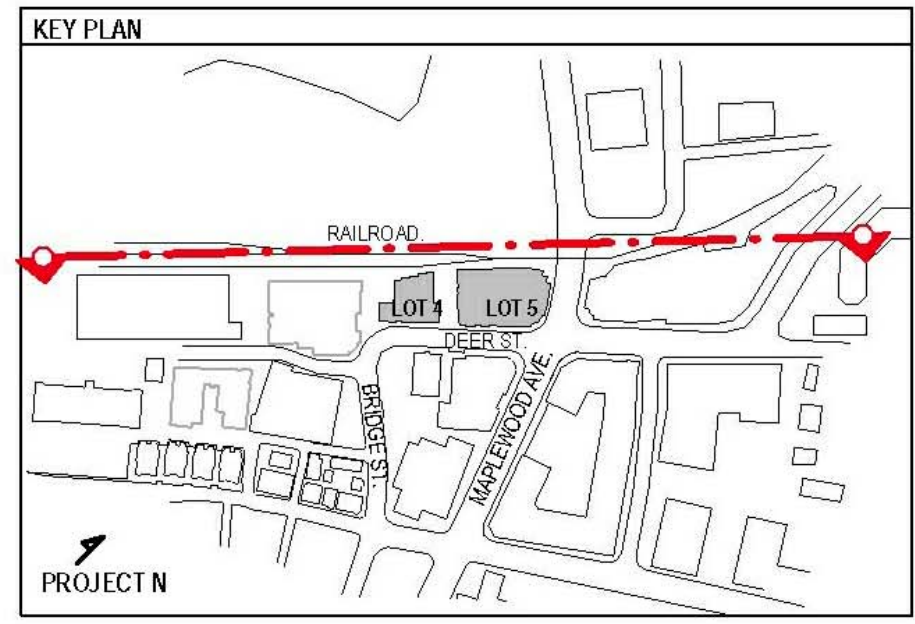 KEY PLAN
RAILROAD.
LOT 4
LOT 5
DEER ST.
BRIDGE ST.
MAPLEWOOD AVE.
PROJECT N